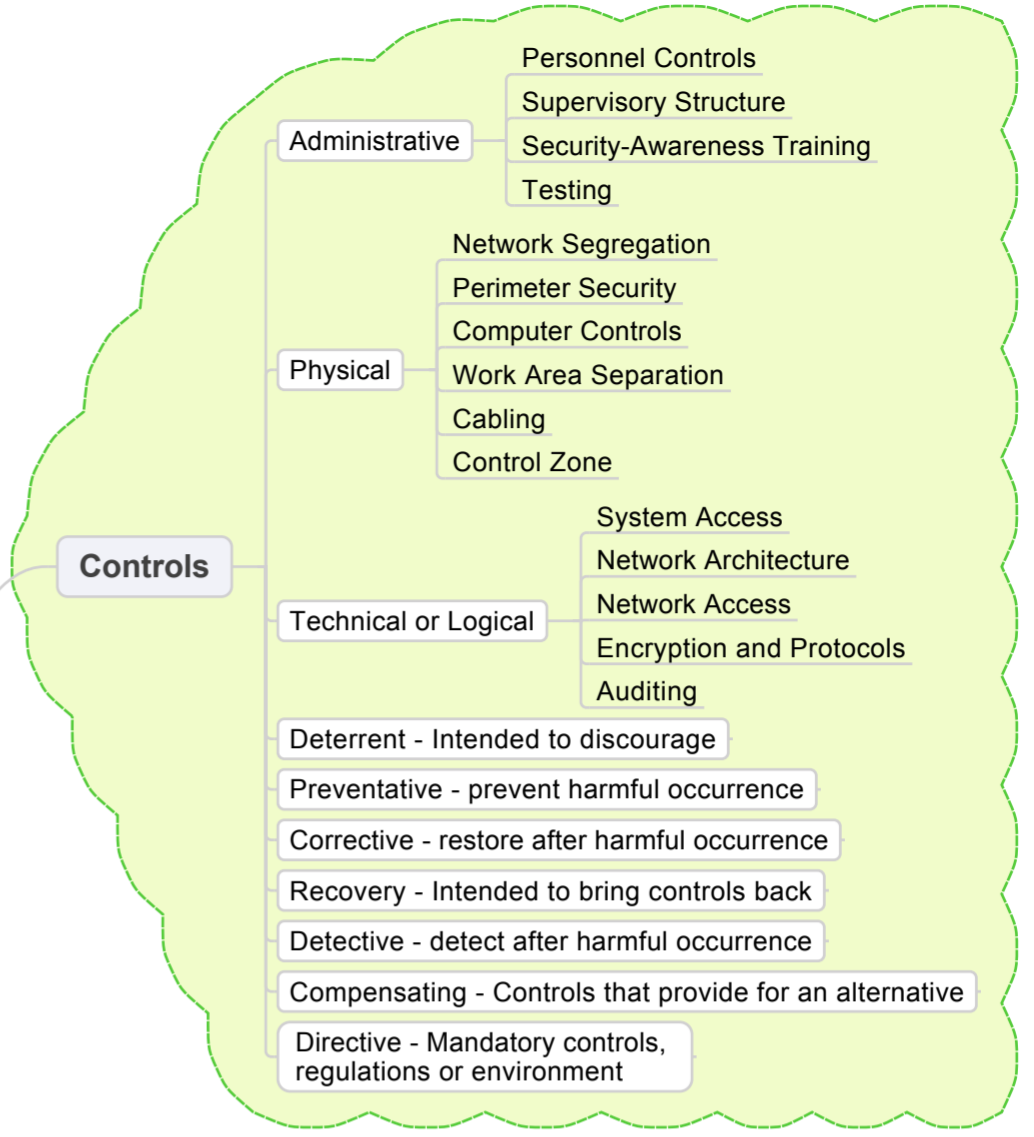 Controls
Administrative
Personnel Controls
Supervisory Structure
Security-Awareness Training
Testing
Physical
Network Segregation
Perimeter Security
Computer Controls
Work Area Separation
Cabling
Control Zone
Technical or Logical
System Access
Network Architecture
Network Access
Encryption and Protocols
Auditing
Deterrent - Intended to discourage
Preventative - prevent harmful occurrence
Corrective - restore after harmful occurrence
Recovery - Intended to bring controls back
Detective - detect after harmful occurrence
Compensating - Controls that provide for an alternative
Directive - Mandatory controls,
regulations or environment